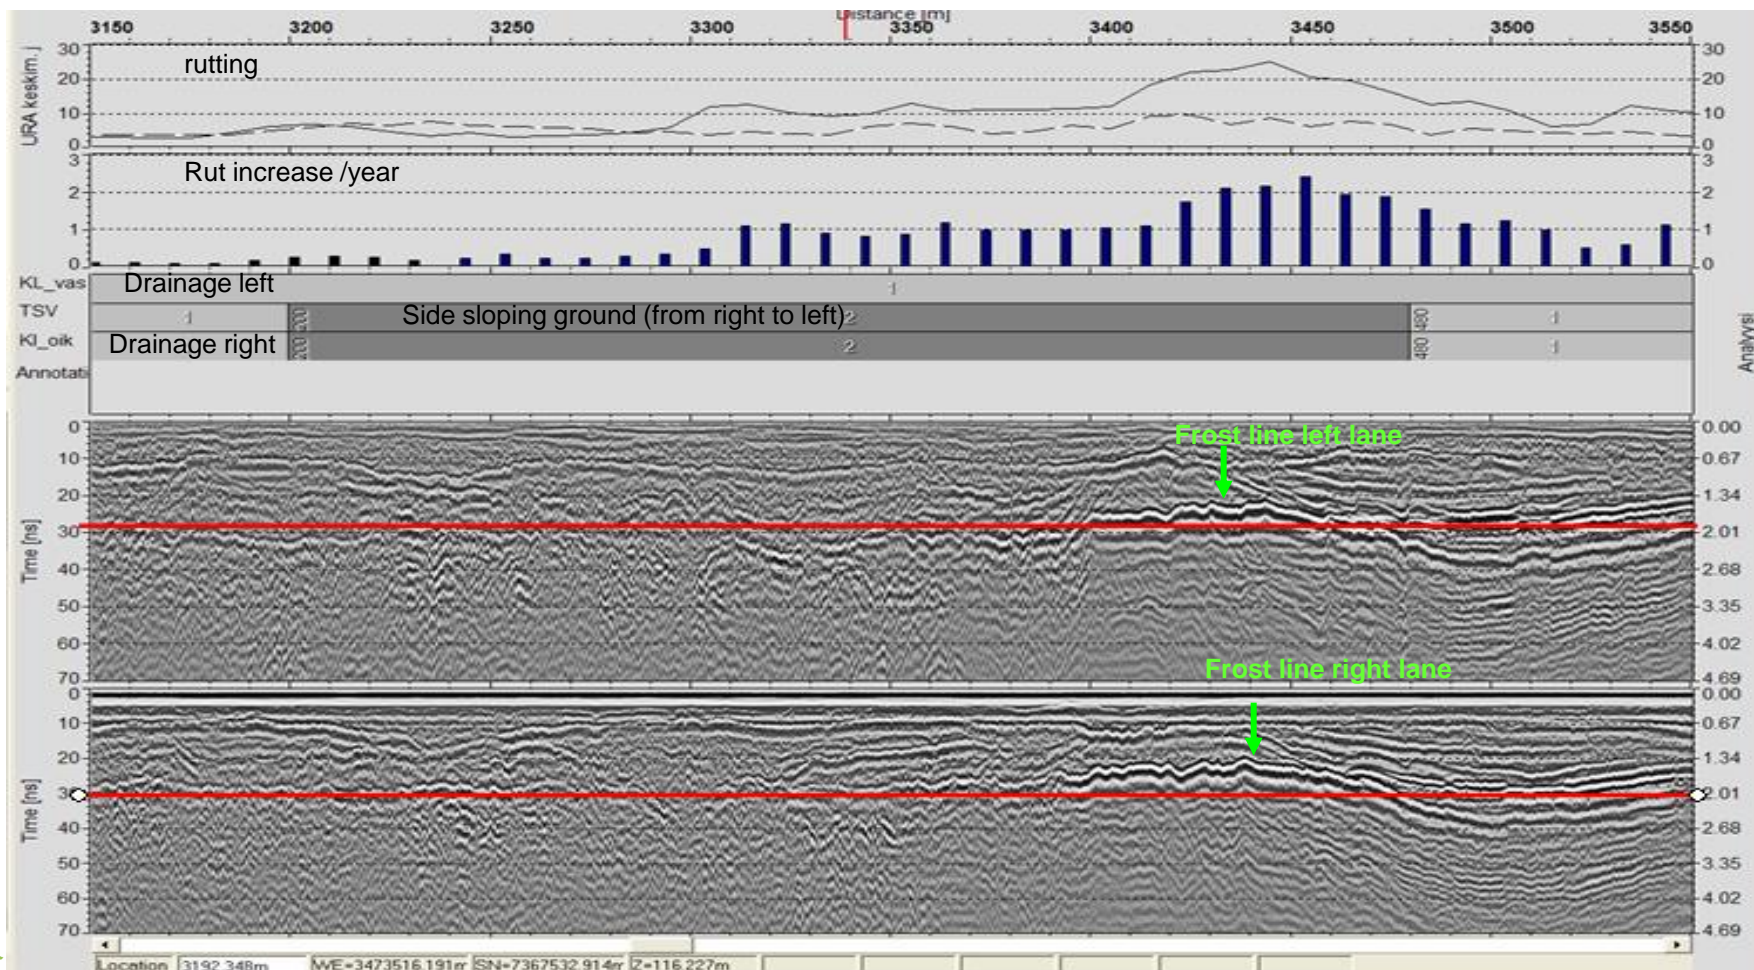 Distance [m]
3150 3200 3250 3300 3350 3400 3450 3500 3550
URA keskim. ]
30 20 10 0
rutting
30 20 10 0
3 2 1 0
Rut increase /year
3 2 1 0
KL_vas
Drainage left
1
TSV
1
200
Side sloping ground (from right to left)
2
480
1
KI_oik
Drainage right
200
2
480
1
Analyysi
Annotati
Time [ns]
0 10 20 30 40 50 60 70
Frost line left lane
0.00 0.67 1.34 2.01 2.68 3.35 4.02 4.69
Frost line right lane
Time [ns]
0 10 20 30 40 50 60 70
0.00 0.67 1.34 2.01 2.68 3.35 4.02 4.69
Location 3192.348m WE=3473516.191m SN=7367532.914m Z=116.227m